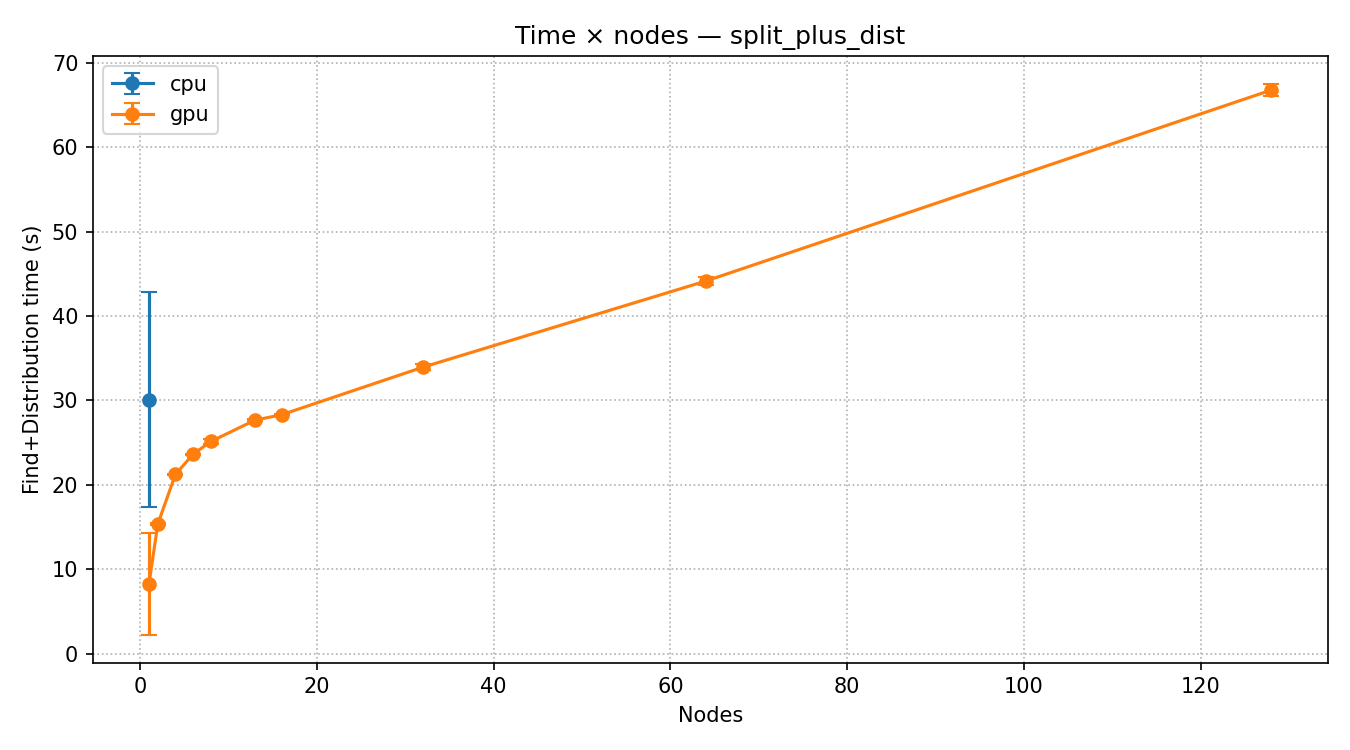 Time × nodes — split_plus_dist
cpu
gpu
Find+Distribution time (s)
70
60
50
40
30
20
10
0
0 20 40 60 80 100 120
Nodes